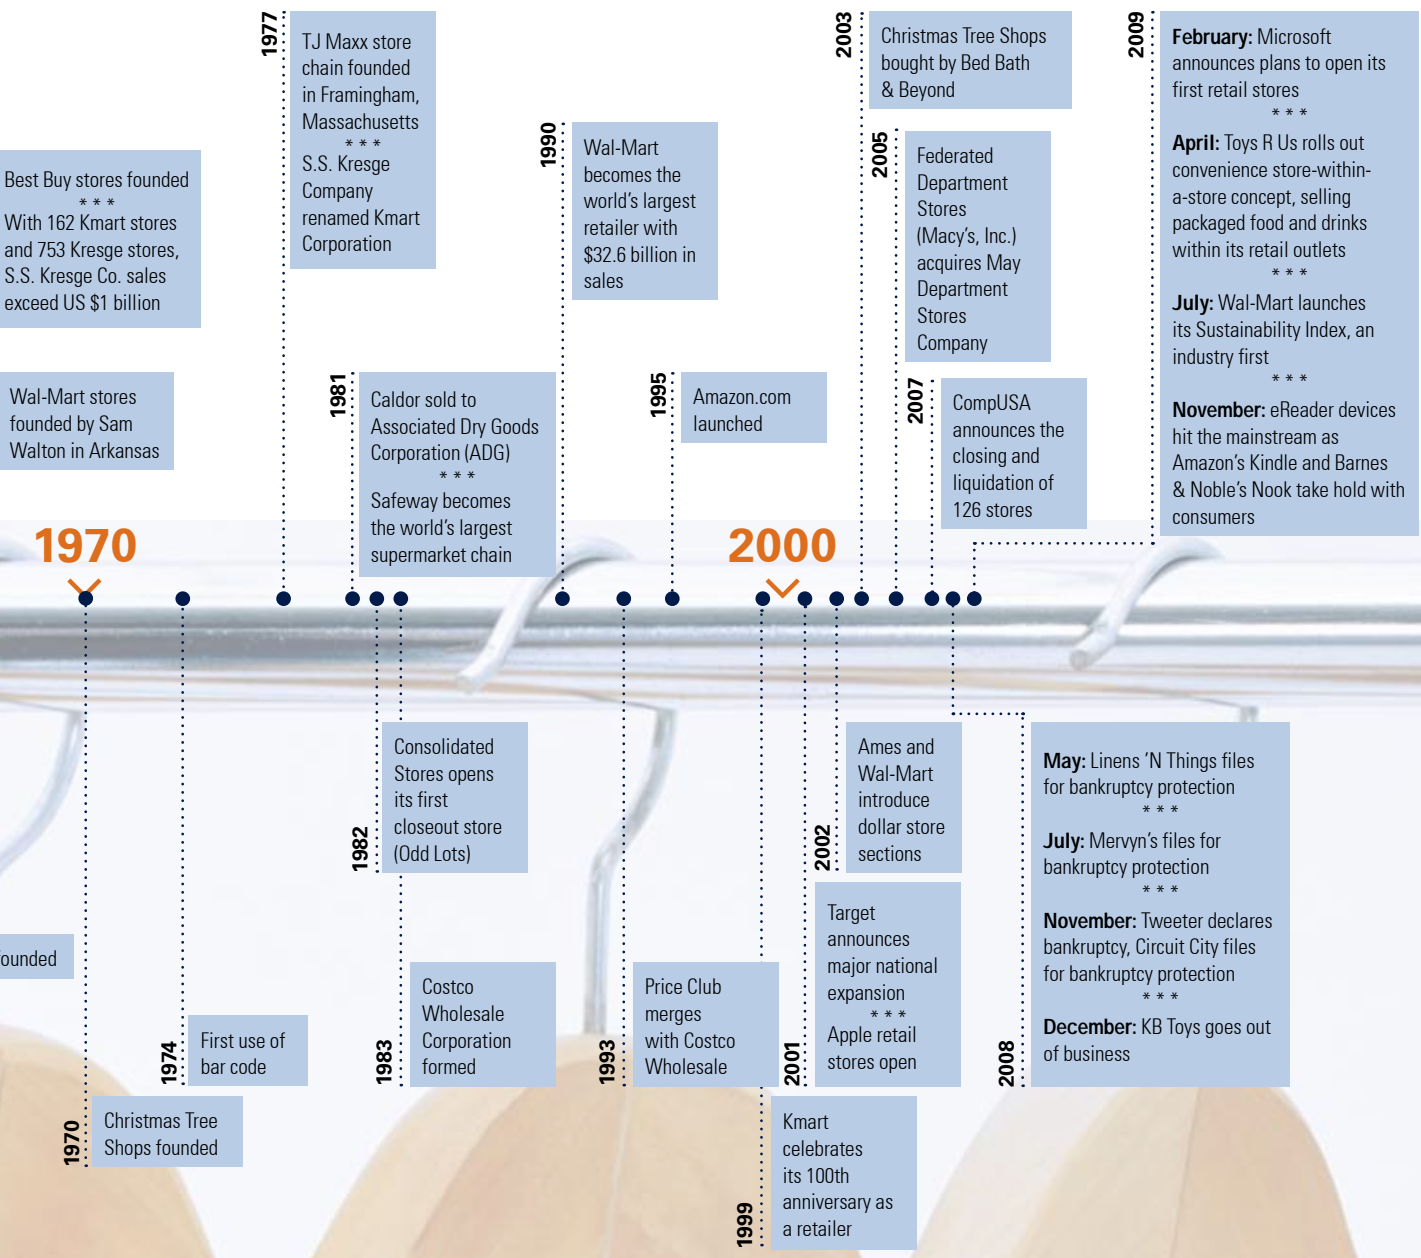 Best Buy stores founded
* * *
With 162 Kmart stores
and 753 Kresge stores,
S.S. Kresge Co. sales
exceed US $1 billion
Wal-Mart stores
founded by Sam
Walton in Arkansas
1977
TJ Maxx store
chain founded
in Framingham,
Massachusetts
* * *
S.S. Kresge
Company
renamed Kmart
Corporation
1981
Caldor sold to
Associated Dry Goods
Corporation (ADG)
* * *
Safeway becomes
the world's largest
supermarket chain
1990
Wal-Mart
becomes the
world's largest
retailer with
$32.6 billion in
sales
1995
Amazon.com
launched
2003
Christmas Tree Shops
bought by Bed Bath
& Beyond
2005
Federated
Department
Stores
(Macy's, Inc.)
acquires May
Department
Stores
Company
2007
CompUSA
announces the
closing and
liquidation of
126 stores
2009
February: Microsoft
announces plans to open its
first retail stores
* * *
April: Toys R Us rolls out
convenience store-within-
a-store concept, selling
packaged food and drinks
within its retail outlets
* * *
July: Wal-Mart launches
its Sustainability Index, an
industry first
* * *
November: eReader devices
hit the mainstream as
Amazon's Kindle and Barnes
& Noble's Nook take hold with
consumers
1970
2000
ounded
1970
Christmas Tree
Shops founded
1974
First use of
bar code
1982
Consolidated
Stores opens
its first
closeout store
(Odd Lots)
1983
Costco
Wholesale
Corporation
formed
1993
Price Club
merges
with Costco
Wholesale
1999
Kmart
celebrates
its 100th
anniversary as
a retailer
2001
Target
announces
major national
expansion
* * *
Apple retail
stores open
2002
Ames and
Wal-Mart
introduce
dollar store
sections
2008
May: Linens 'N Things files
for bankruptcy protection
* * *
July: Mervyn's files for
bankruptcy protection
* * *
November: Tweeter declares
bankruptcy, Circuit City files
for bankruptcy protection
* * *
December: KB Toys goes out
of business